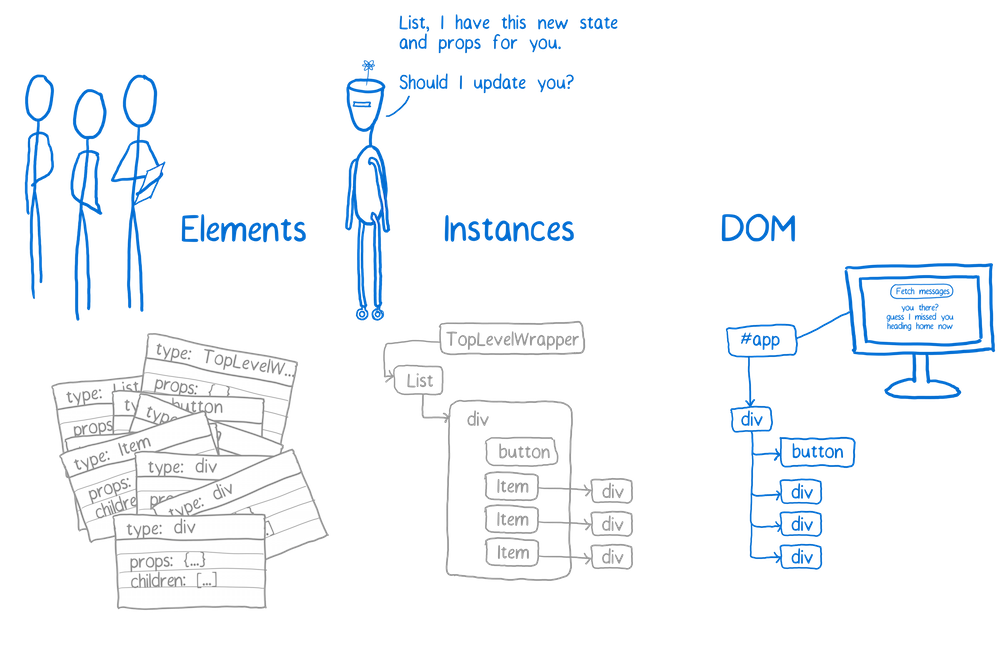 List, I have this new state
and props for you.
Should I update you?
Elements
Instances
DOM
Fetch messages
you there?
guess I missed you
heading home now
type: TopLevelW...
props: { }
type: List
props
button
type
type: Item
props:
children
type: div
type: div
type: div
props: {...}
children: [...]
TopLevelWrapper
List
div
button
Item
div
Item
div
Item
div
#app
div
button
div
div
div